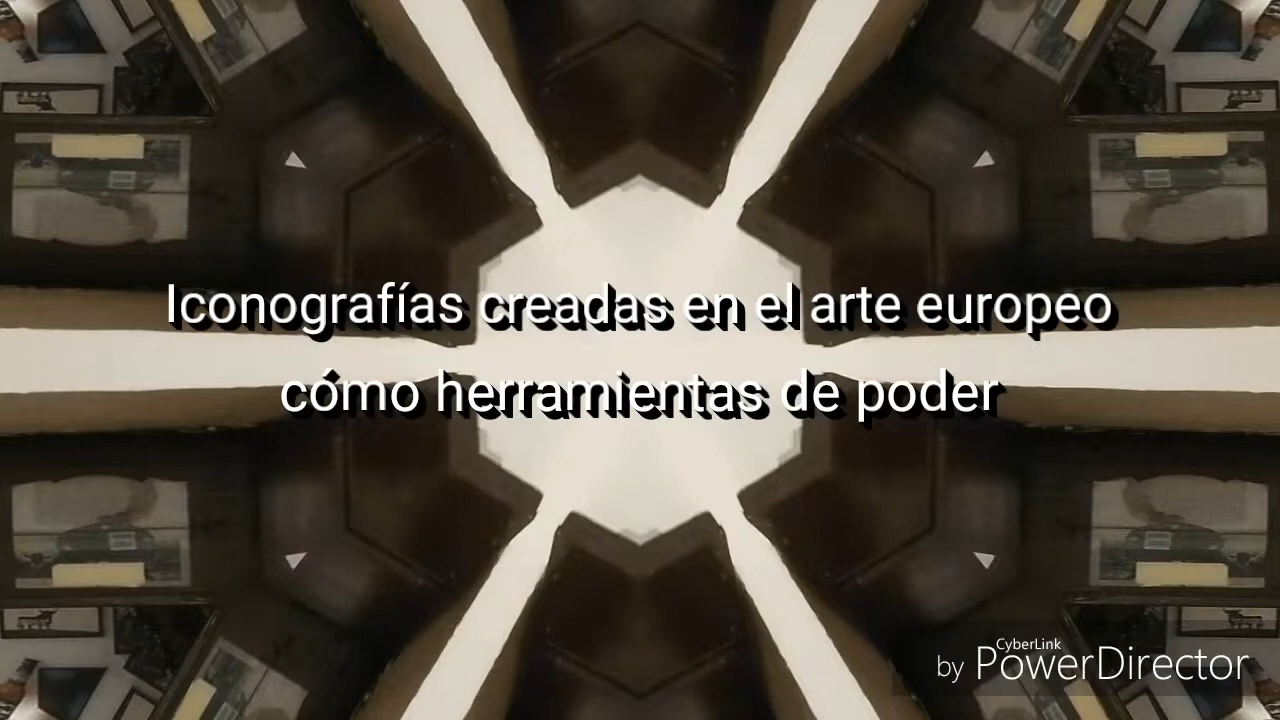 Iconografías creadas en el arte europeo
cómo herramientas de poder
CyberLink
by PowerDirector